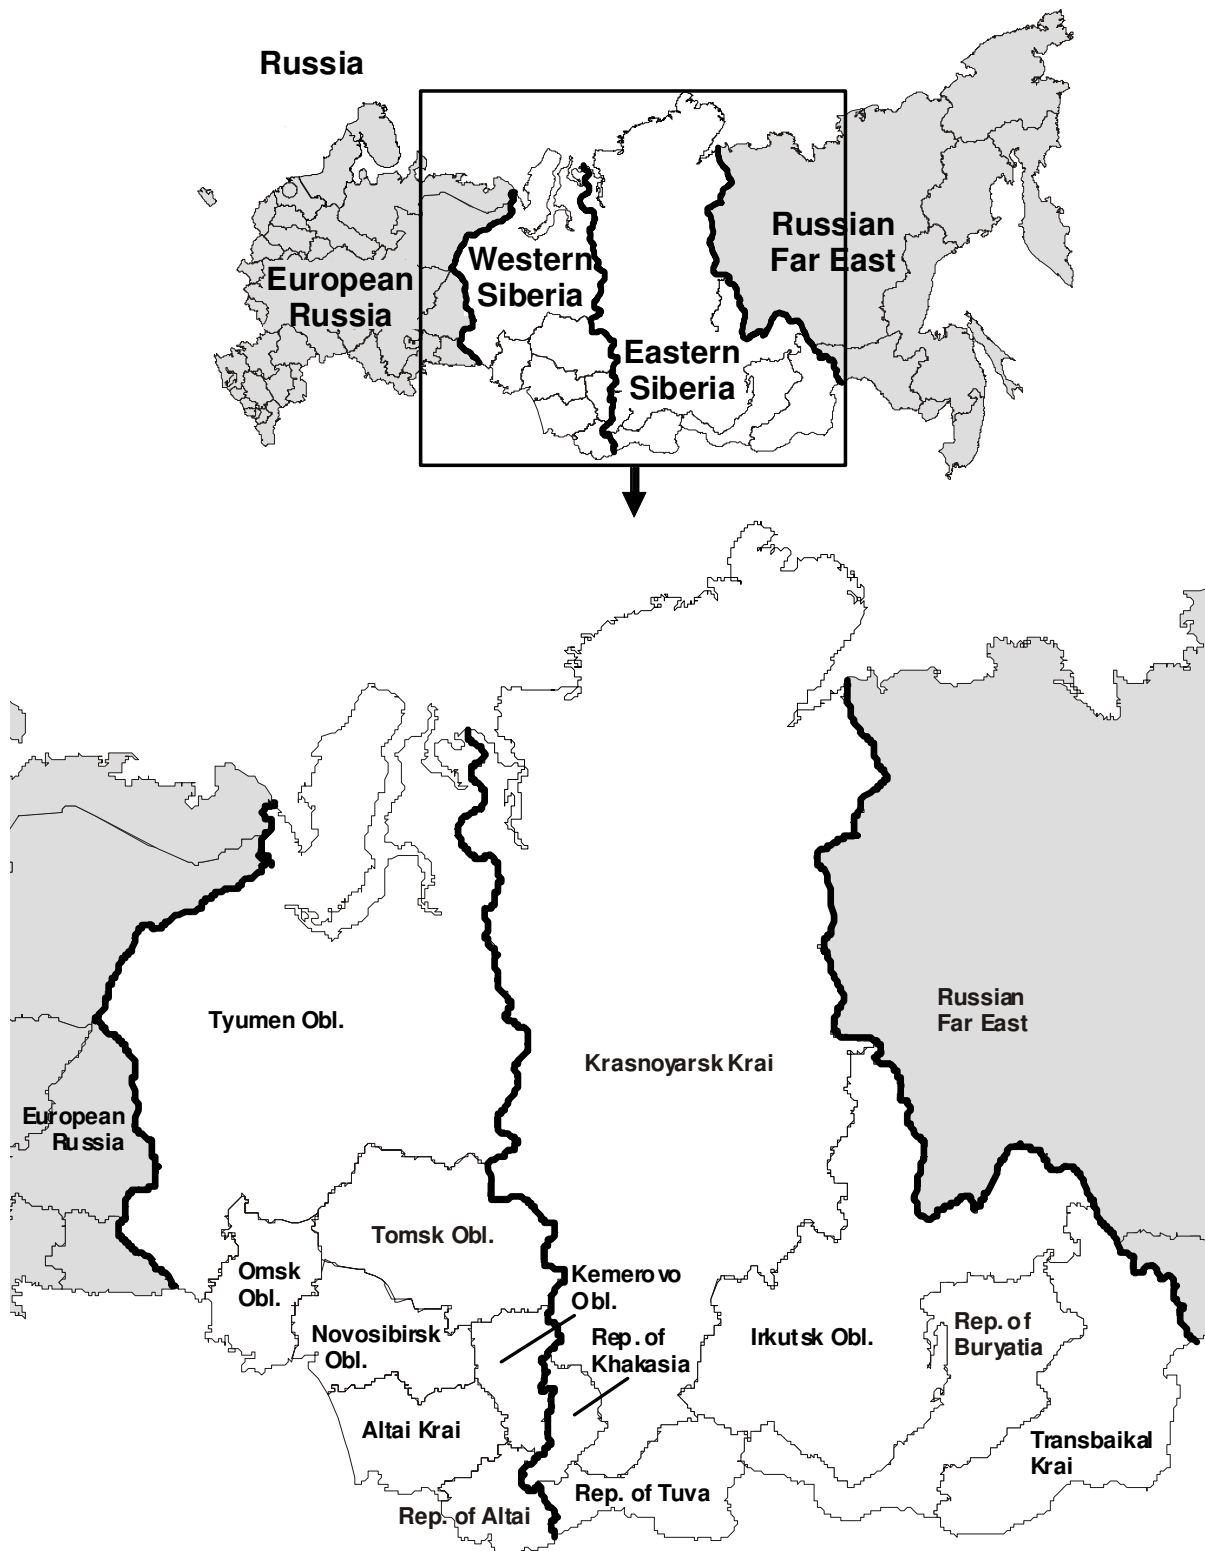 Russia
Russian
Far East
Western
Siberia
European
Russia
Eastern
Siberia
Russian
Far East
Tyumen Obl.
Krasnoyarsk Krai
European
Russia
Tomsk Obl.
Omsk
Obl.
Kemerovo
Obl.
Novosibirsk
Obl.
Rep. of
Khakasia
Irkutsk Obl.
Rep. of
Buryatia
Altai Krai
Transbaikal
Krai
Rep. of Tuva
Rep. of Altai